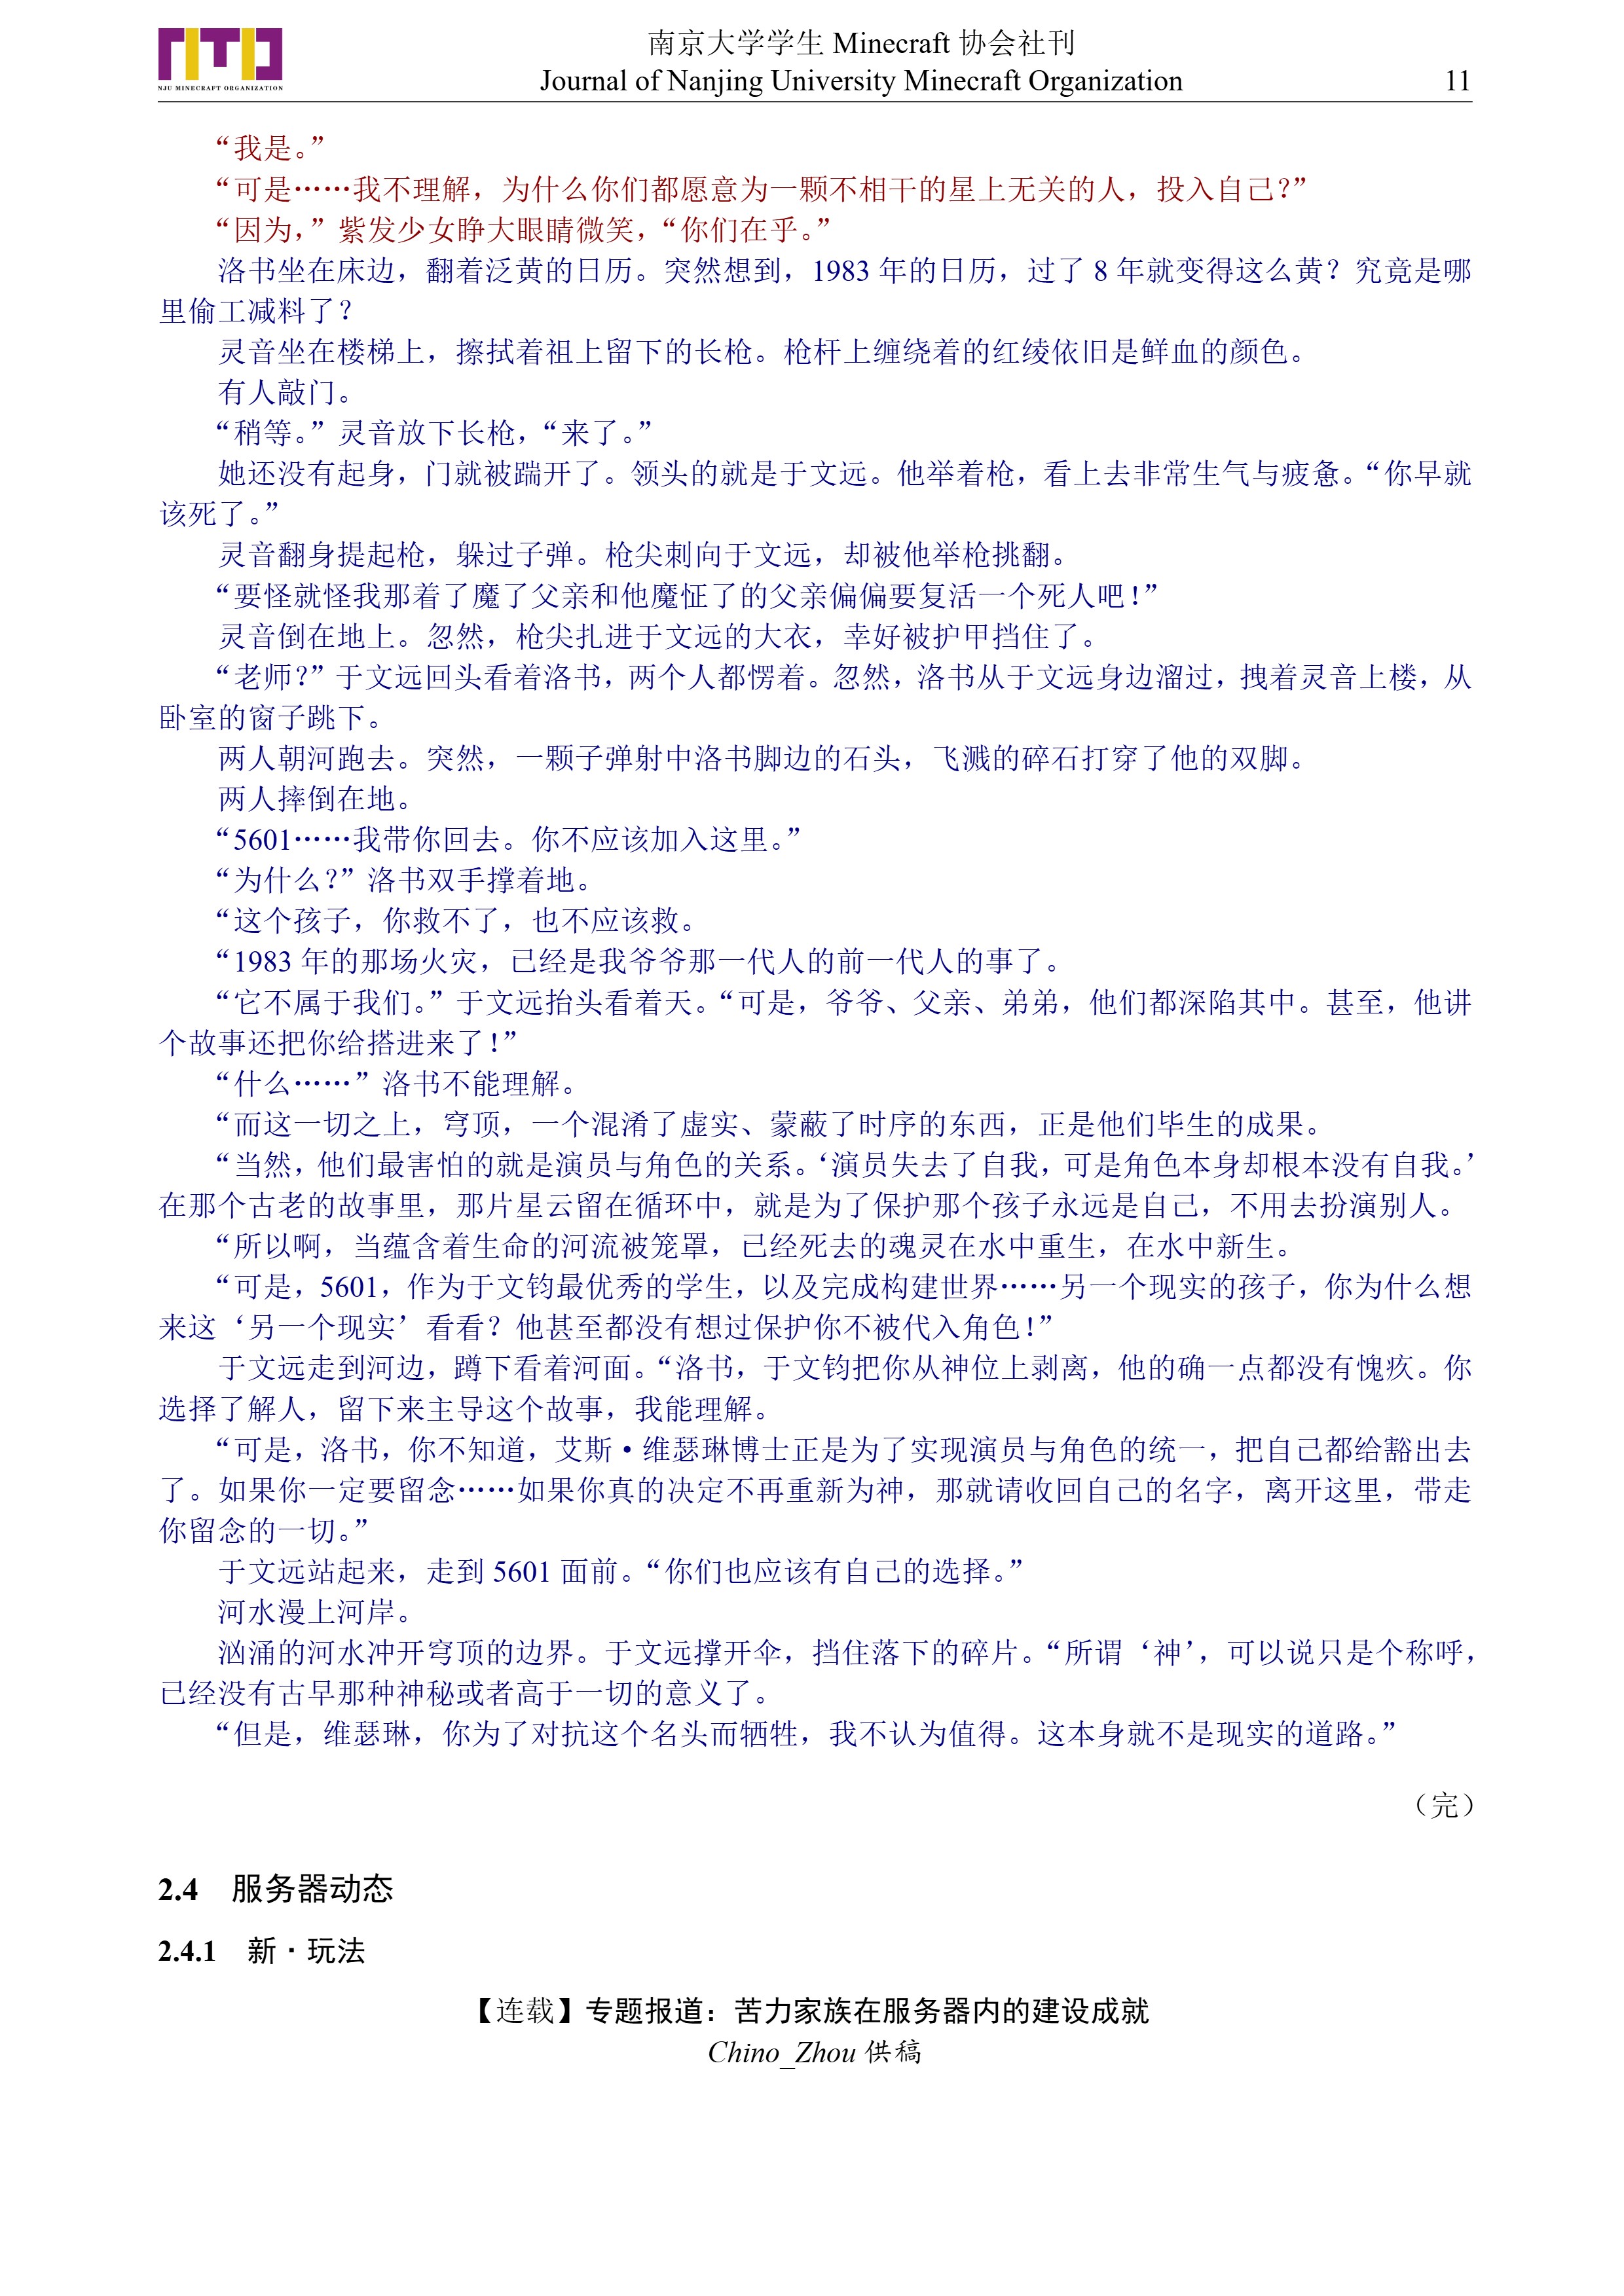 NJU MINECRAFT ORGANIZATION
南京大学学生 Minecraft 协会社刊
Journal of Nanjing University Minecraft Organization
11
“我是。”
“可是……我不理解，为什么你们都愿意为一颗不相干的星上无关的人，投入自己？”
“因为，”紫发少女睁大眼睛微笑，“你们在乎。”
洛书坐在床边，翻着泛黄的日历。突然想到，1983 年的日历，过了 8 年就变得这么黄？究竟是哪
里偷工减料了？
灵音坐在楼梯上，擦拭着祖上留下的长枪。枪杆上缠绕着的红绫依旧是鲜血的颜色。
有人敲门。
“稍等。”灵音放下长枪，“来了。”
她还没有起身，门就被踹开了。领头的就是于文远。他举着枪，看上去非常生气与疲惫。“你早就
该死了。”
灵音翻身提起枪，躲过子弹。枪尖刺向于文远，却被他举枪挑翻。
“要怪就怪我那着了魔了父亲和他魔怔了的父亲偏偏要复活一个死人吧！”
灵音倒在地上。忽然，枪尖扎进于文远的大衣，幸好被护甲挡住了。
“老师？”于文远回头看着洛书，两个人都愣着。忽然，洛书从于文远身边溜过，拽着灵音上楼，从
卧室的窗子跳下。
两人朝河跑去。突然，一颗子弹射中洛书脚边的石头，飞溅的碎石打穿了他的双脚。
两人摔倒在地。
“5601……我带你回去。你不应该加入这里。”
“为什么？”洛书双手撑着地。
“这个孩子，你救不了，也不应该救。
“1983 年的那场火灾，已经是我爷爷那一代人的前一代人的事了。
“它不属于我们。”于文远抬头看着天。“可是，爷爷、父亲、弟弟，他们都深陷其中。甚至，他讲
个故事还把你给搭进来了！”
“什么……”洛书不能理解。
“而这一切之上，穹顶，一个混淆了虚实、蒙蔽了时序的东西，正是他们毕生的成果。
“当然，他们最害怕的就是演员与角色的关系。‘演员失去了自我，可是角色本身却根本没有自我。’
在那个古老的故事里，那片星云留在循环中，就是为了保护那个孩子永远是自己，不用去扮演别人。
“所以啊，当蕴含着生命的河流被笼罩，已经死去的魂灵在水中重生，在水中新生。
“可是，5601，作为于文钧最优秀的学生，以及完成构建世界……另一个现实的孩子，你为什么想
来这‘另一个现实’看看？他甚至都没有想过保护你不被代入角色！”
于文远走到河边，蹲下看着河面。“洛书，于文钧把你从神位上剥离，他的确一点都没有愧疚。你
选择了解人，留下来主导这个故事，我能理解。
“可是，洛书，你不知道，艾斯·维瑟琳博士正是为了实现演员与角色的统一，把自己都给豁出去
了。如果你一定要留念……如果你真的决定不再重新为神，那就请收回自己的名字，离开这里，带走
你留念的一切。”
于文远站起来，走到 5601 面前。“你们也应该有自己的选择。”
河水漫上河岸。
汹涌的河水冲开穹顶的边界。于文远撑开伞，挡住落下的碎片。“所谓‘神’，可以说只是个称呼，
已经没有古早那种神秘或者高于一切的意义了。
“但是，维瑟琳，你为了对抗这个名头而牺牲，我不认为值得。这本身就不是现实的道路。”
（完）
2.4 服务器动态
2.4.1 新·玩法
【连载】专题报道：苦力家族在服务器内的建设成就
Chino_Zhou 供稿